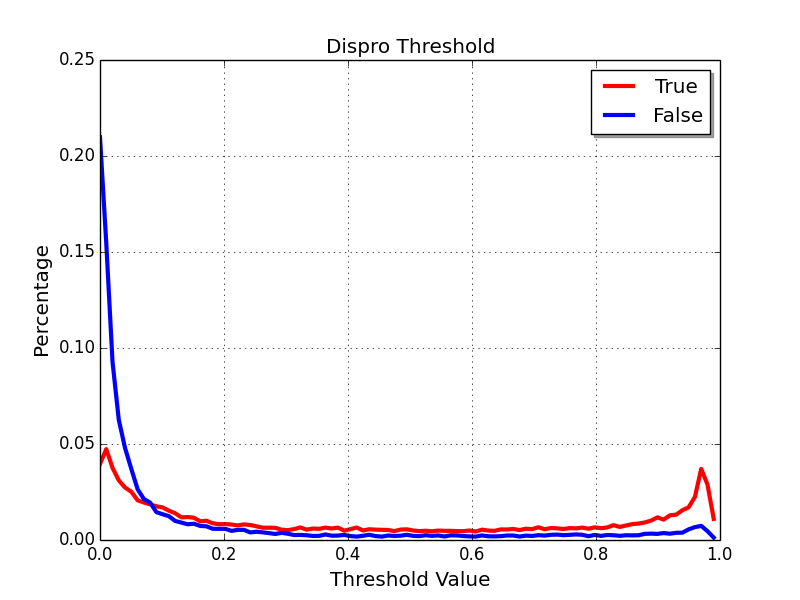 Dispro Threshold
0.25
0.20
0.15
0.10
0.05
0.00
Percentage
True
False
0.0 0.2 0.4 0.6 0.8 1.0
Threshold Value